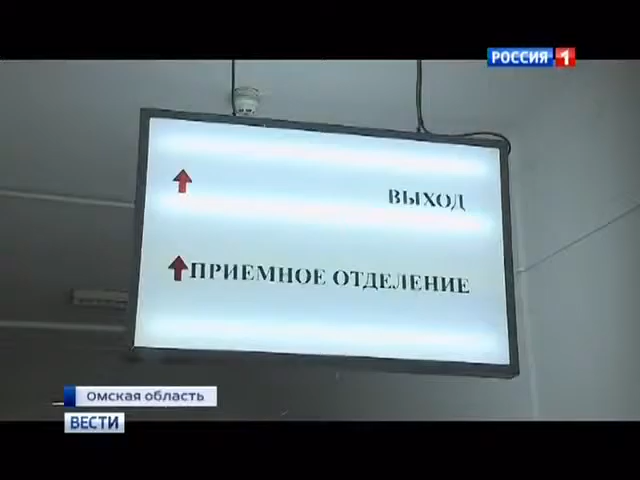 РОССИЯ 1
ВЫХОД
ПРИЕМНОЕ ОТДЕЛЕНИЕ
Омская область
ВЕСТИ